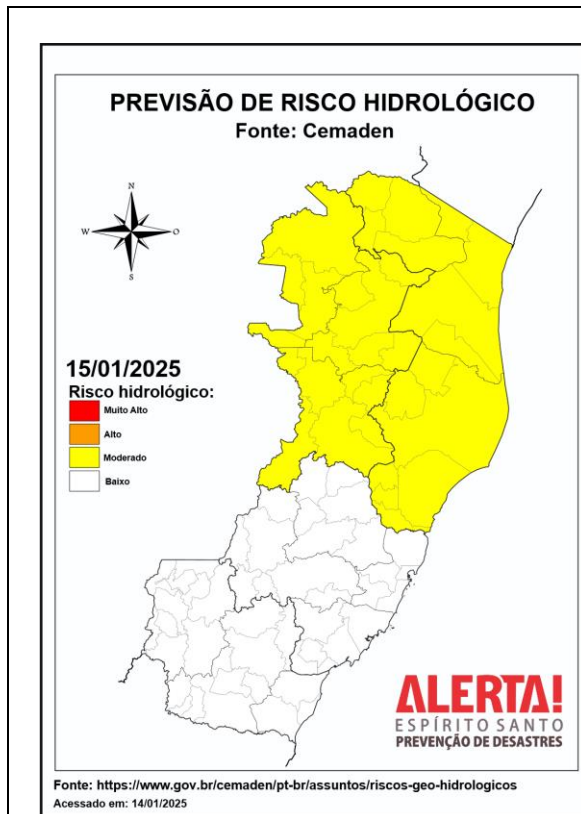 PREVISÃO DE RISCO HIDROLÓGICO
Fonte: Cemaden
N
W
O
S
15/01/2025
Risco hidrológico:
Muito Alto
Alto
Moderado
Baixo
ALERTA!
ESPÍRITO SANTO
PREVENÇÃO DE DESASTRES
Fonte: https://www.gov.br/cemaden/pt-br/assuntos/riscos-geo-hidrologicos
Acessado em: 14/01/2025